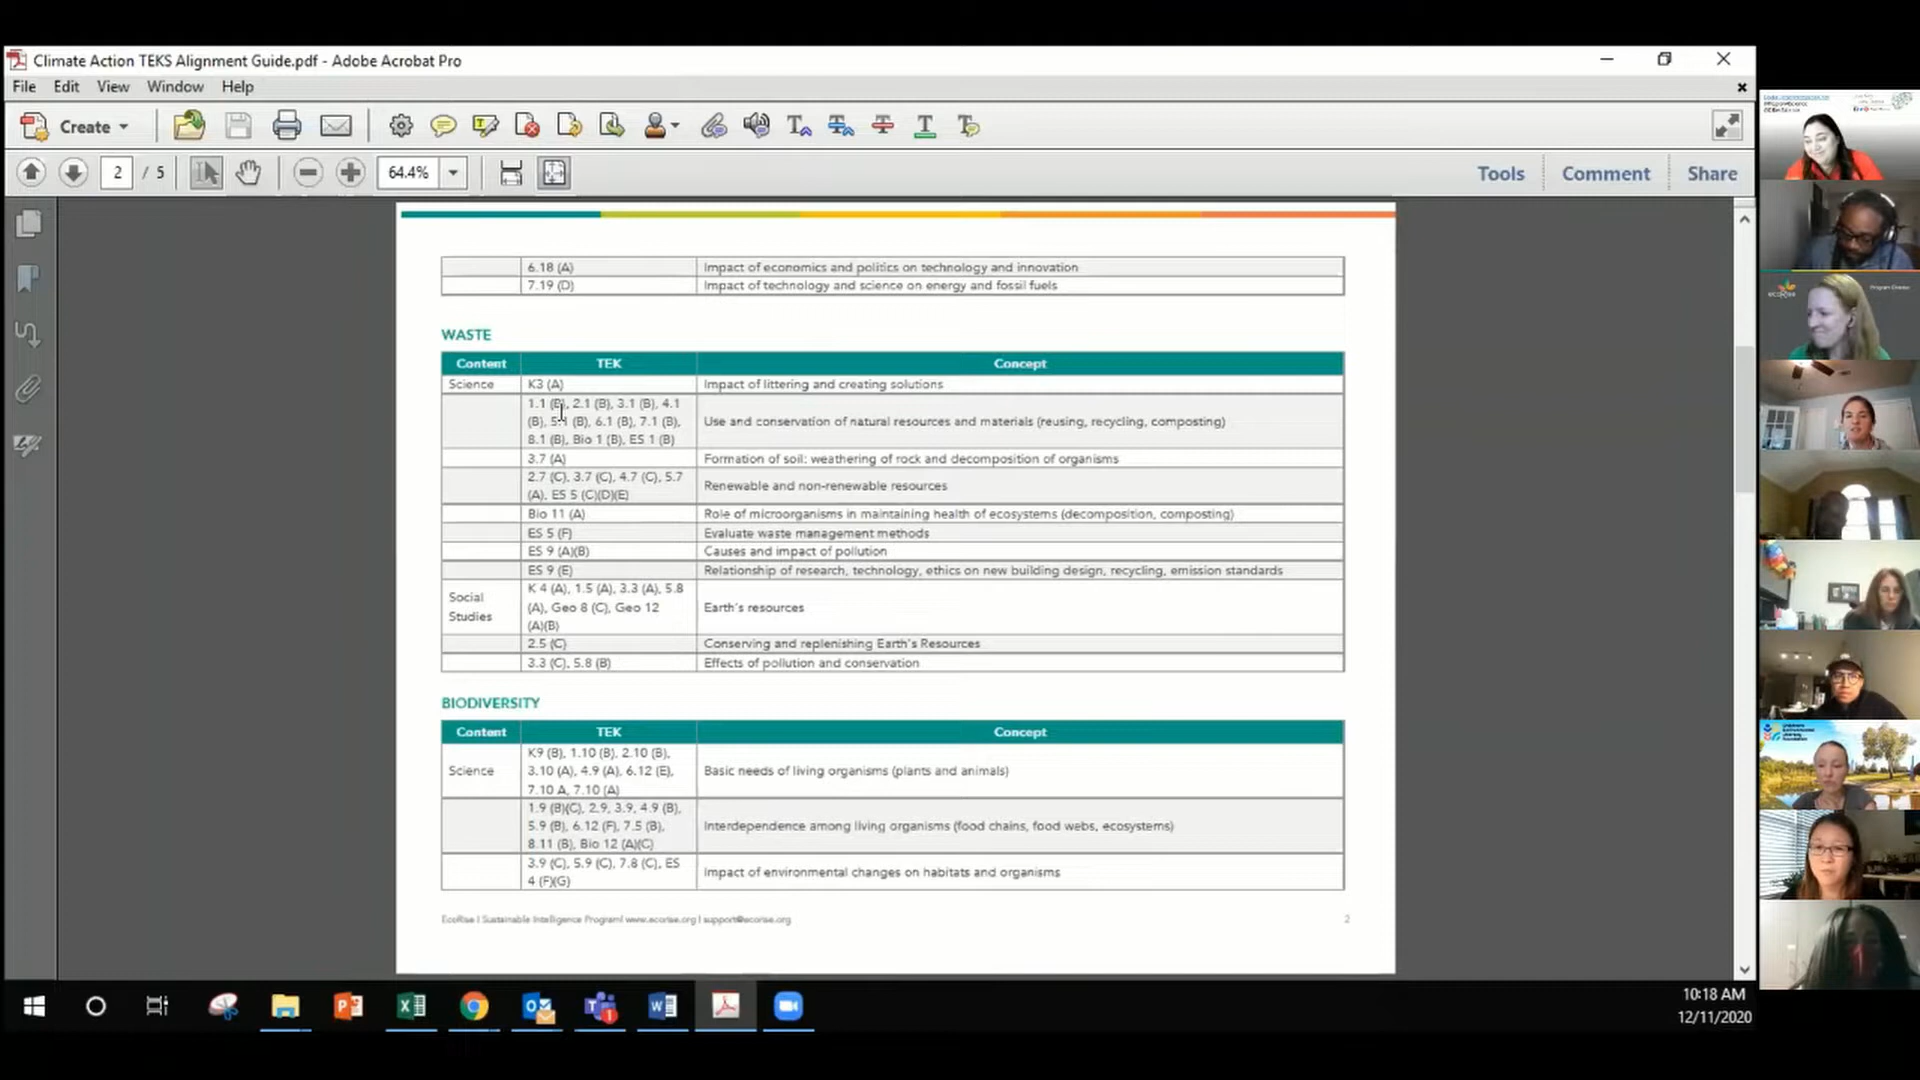 Climate Action TEKS Alignment Guide.pdf - Adobe Acrobat Pro
File Edit View Window Help
Create
2 / 5 64.4% Tools Comment Share
6.18 (A) Impact of economics and politics on technology and innovation
7.19 (D) Impact of technology and science on energy and fossil fuels
WASTE
Content TEK Concept
Science K3 (A) Impact of littering and creating solutions
1.1 (B), 2.1 (B), 3.1 (B), 4.1
(B), 5.1 (B), 6.1 (B), 7.1 (B),
8.1 (B), Bio 1 (B), ES 1 (B)
Use and conservation of natural resources and materials (reusing, recycling, composting)
3.7 (A) Formation of soil: weathering of rock and decomposition of organisms
2.7 (C), 3.7 (C), 4.7 (C), 5.7
(A), ES 5 (C)(D)(E)
Renewable and non-renewable resources
Bio 11 (A) Role of microorganisms in maintaining health of ecosystems (decomposition, composting)
ES 5 (F) Evaluate waste management methods
ES 9 (A)(B) Causes and impact of pollution
ES 9 (E) Relationship of research, technology, ethics on new building design, recycling, emission standards
Social
Studies
K 4 (A), 1.5 (A), 3.3 (A), 5.8
(A), Geo 8 (C), Geo 12
(A)(B)
Earth's resources
2.5 (C) Conserving and replenishing Earth's Resources
3.3 (C), 5.8 (B) Effects of pollution and conservation
BIODIVERSITY
Content TEK Concept
Science
K9 (B), 1.10 (B), 2.10 (B),
3.10 (A), 4.9 (A), 6.12 (E),
7.10 A, 7.10 (A)
Basic needs of living organisms (plants and animals)
1.9 (B)(C), 2.9, 3.9, 4.9 (B),
5.9 (B), 6.12 (F), 7.5 (B),
8.11 (B), Bio 12 (A)(C)
Interdependence among living organisms (food chains, food webs, ecosystems)
3.9 (C), 5.9 (C), 7.8 (C), ES
4 (F)(G)
Impact of environmental changes on habitats and organisms
EcoRise | Sustainable Intelligence Program| www.ecorise.org | support@ecorise.org 2
10:18 AM
12/11/2020